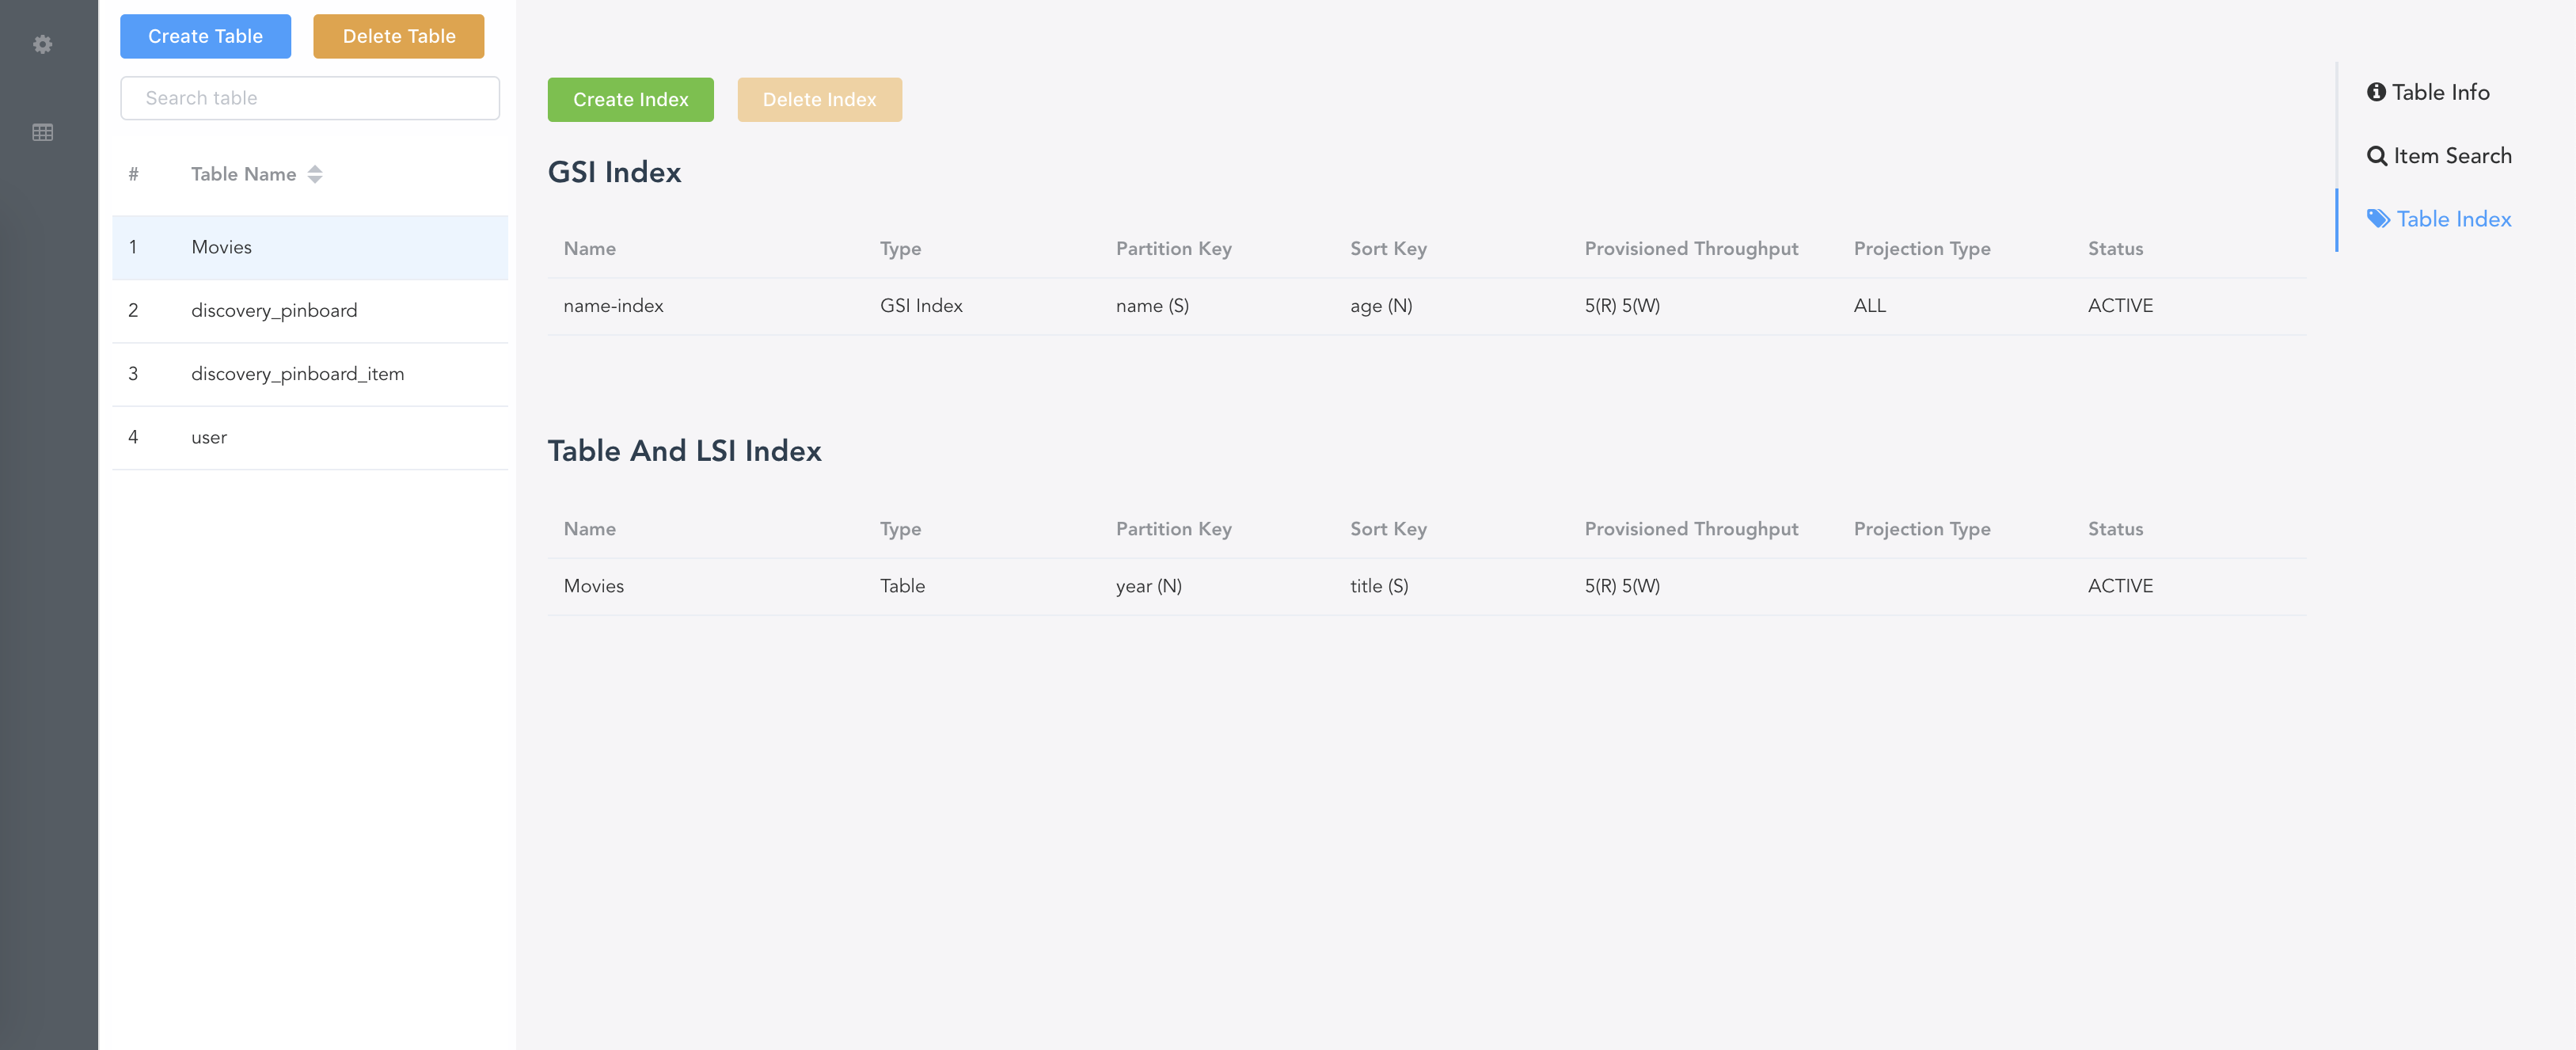 Create Table Delete Table
Search table
# Table Name
1 Movies
2 discovery_pinboard
3 discovery_pinboard_item
4 user
Create Index Delete Index
GSI Index
Name Type Partition Key Sort Key Provisioned Throughput Projection Type Status
name-index GSI Index name (S) age (N) 5(R) 5(W) ALL ACTIVE
Table And LSI Index
Name Type Partition Key Sort Key Provisioned Throughput Projection Type Status
Movies Table year (N) title (S) 5(R) 5(W) ACTIVE
Table Info
Item Search
Table Index